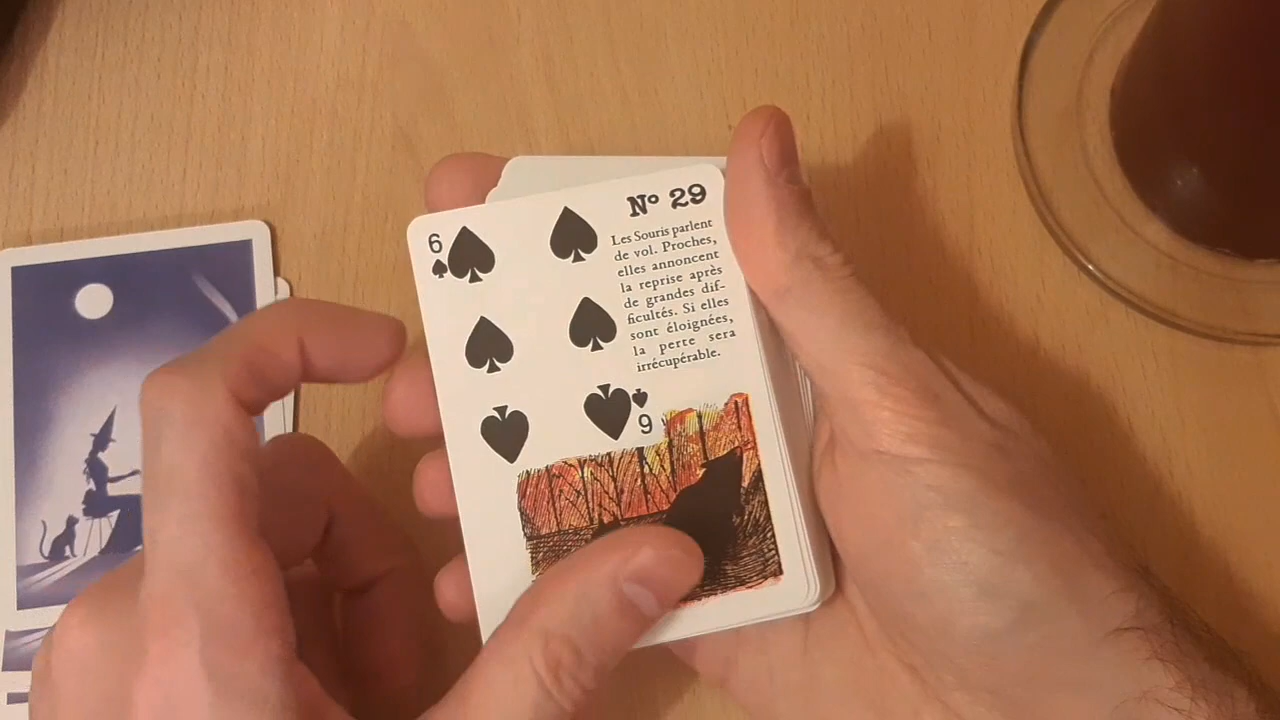 Nº 29
6
Les Souris parlent
de vol. Proches,
elles annoncent
la reprise après
de grandes dif-
ficultés. Si elles
sont éloignées,
la perte sera
irrécupérable.
6